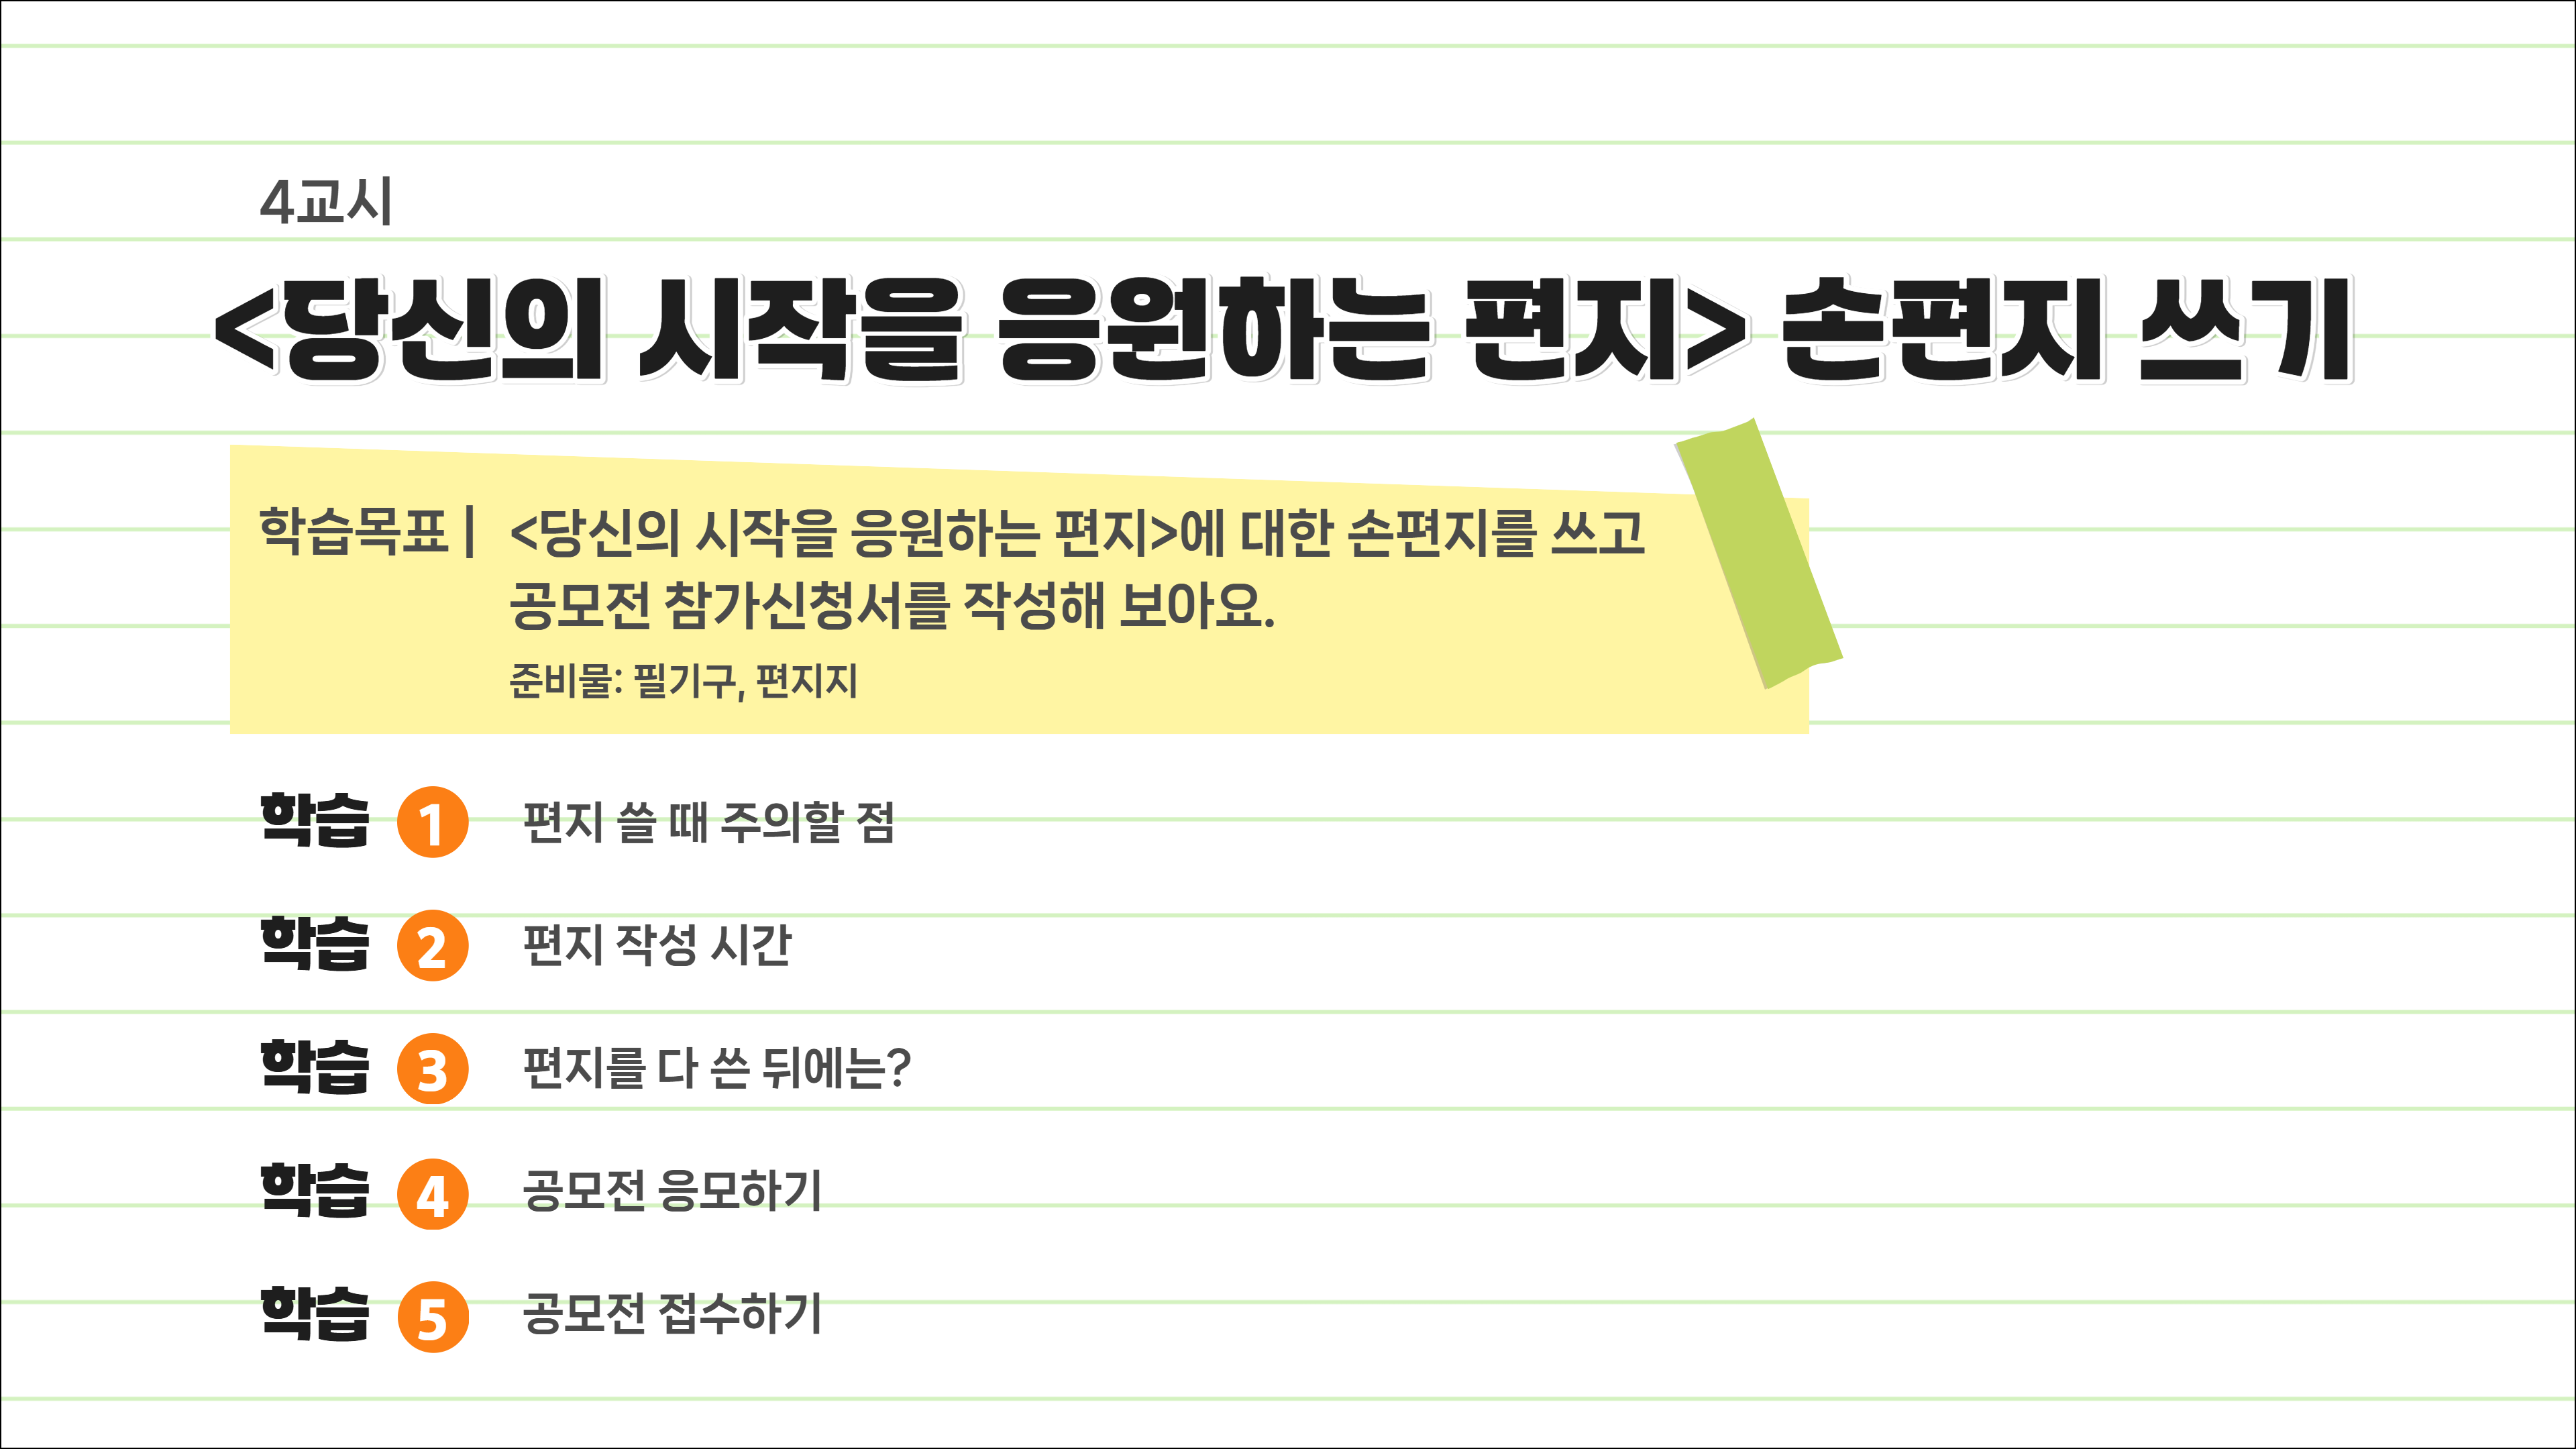 4교시
<당신의 시작을 응원하는 편지> 손편지 쓰기
학습목표 | <당신의 시작을 응원하는 편지>에 대한 손편지를 쓰고
공모전 참가신청서를 작성해 보아요.
준비물: 필기구, 편지지
학습 1 편지 쓸 때 주의할 점
학습 2 편지 작성 시간
학습 3 편지를 다 쓴 뒤에는?
학습 4 공모전 응모하기
학습 5 공모전 접수하기